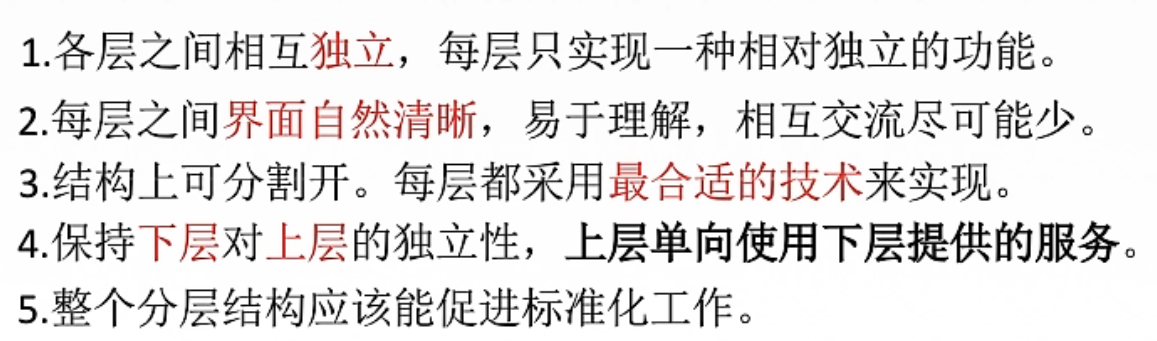 1.各层之间相互独立，每层只实现一种相对独立的功能。
2.每层之间界面自然清晰，易于理解，相互交流尽可能少。
3.结构上可分割开。每层都采用最合适的技术来实现。
4.保持下层对上层的独立性，上层单向使用下层提供的服务。
5.整个分层结构应该能促进标准化工作。